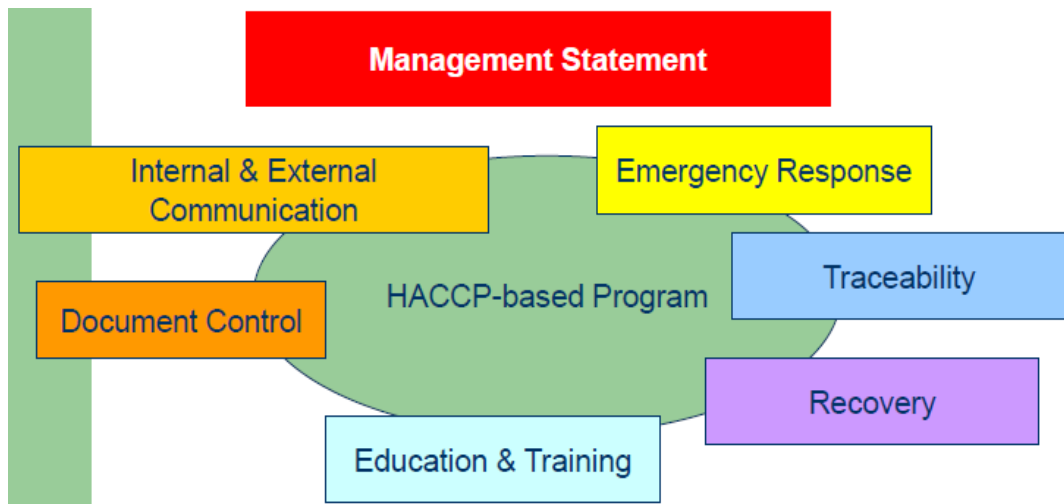 Management Statement
Internal & External
Communication
Emergency Response
HACCP-based Program
Traceability
Document Control
Recovery
Education & Training